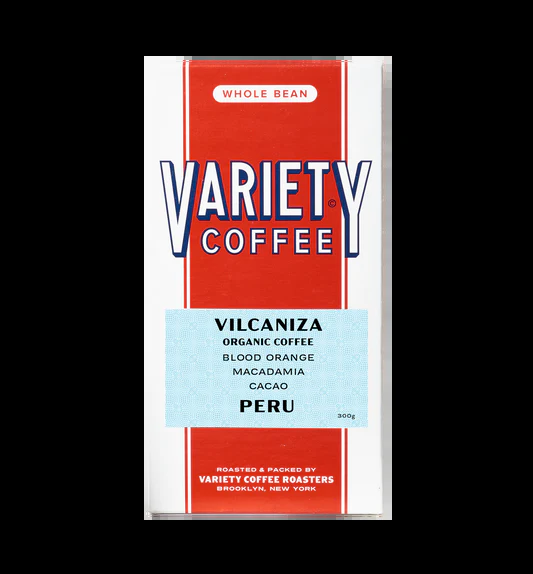 WHOLE BEAN
VARIETY
©
COFFEE
VILCANIZA
ORGANIC COFFEE
BLOOD ORANGE
MACADAMIA
CACAO
PERU
300g
ROASTED & PACKED BY
VARIETY COFFEE ROASTERS
BROOKLYN, NEW YORK